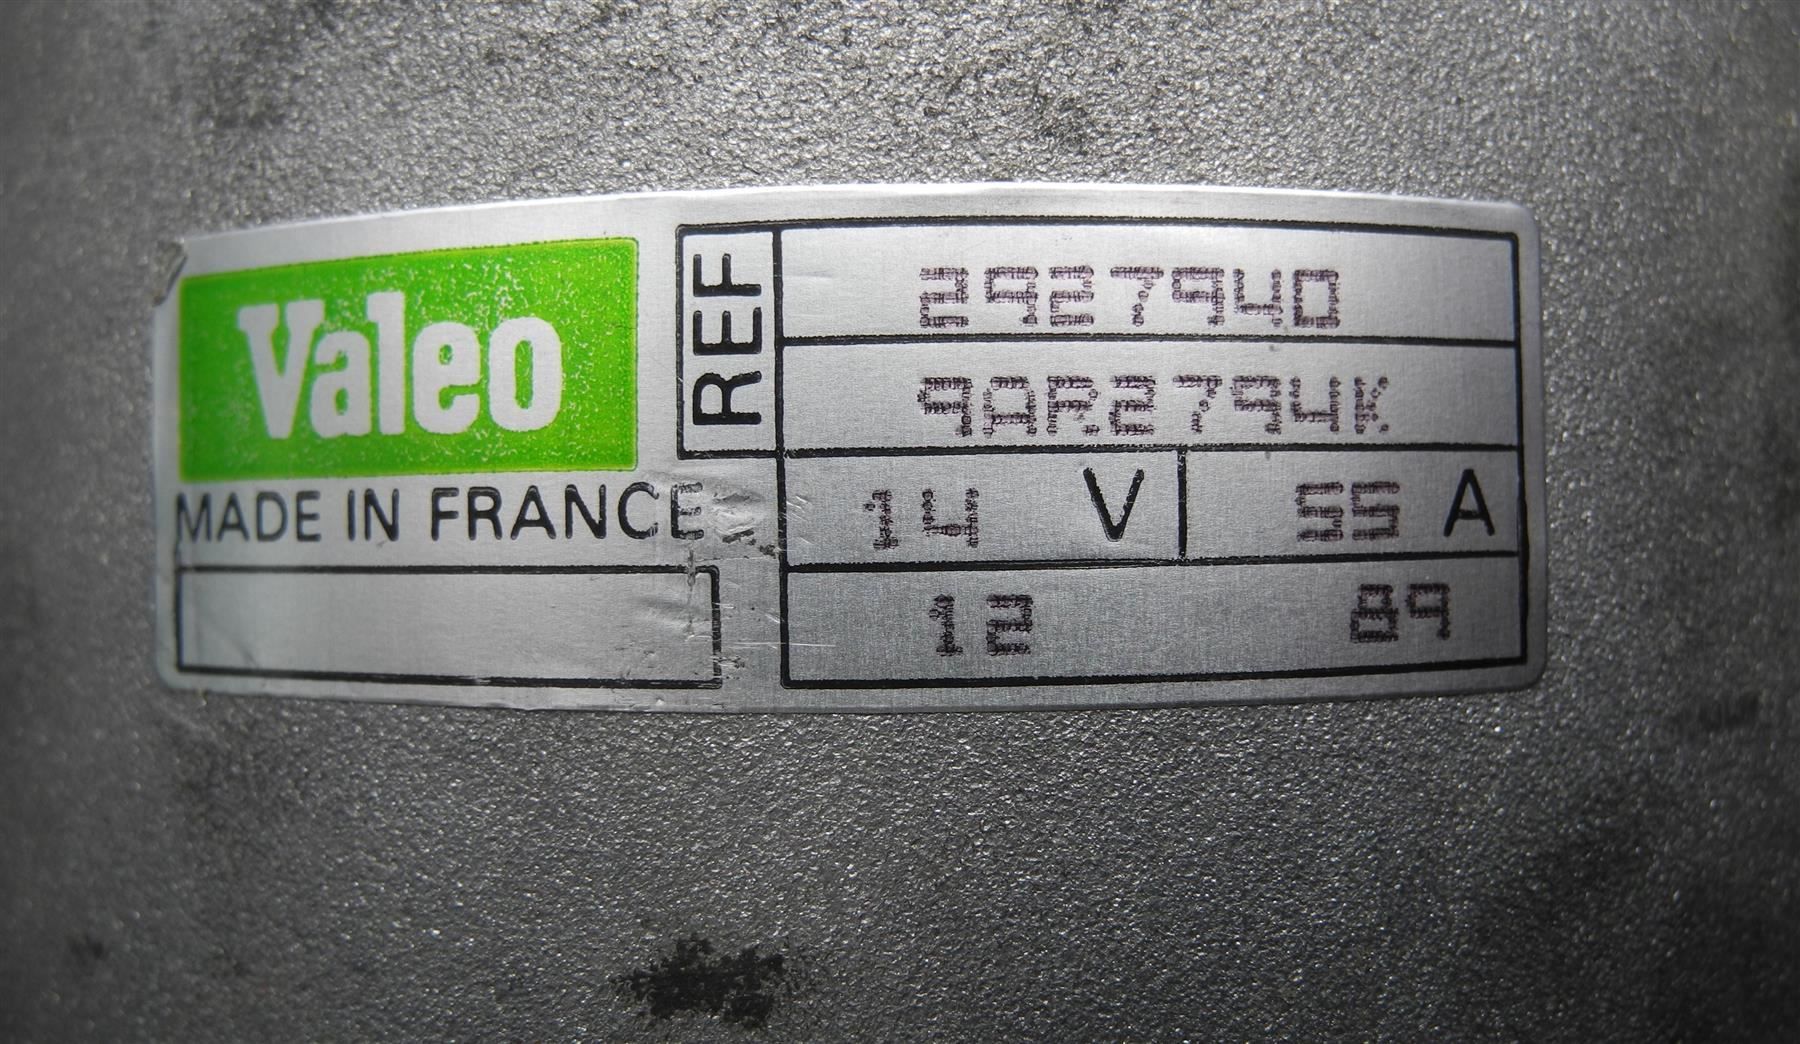 Valeo
MADE IN FRANCE
REF
2927940
9AR2794K
14 V 55 A
12 89